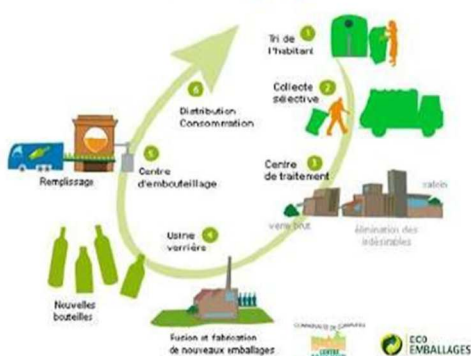 1
Tri de
l'habitant
2
Collecte
sélective
3
Centre
de traitement
calcin
verre brut
élimination des
indésirables
4
Usine
verrière
Fusion et fabrication
de nouveaux emballages
Nouvelles
bouteilles
5
Centre
d'embouteillage
Remplissage
6
Distribution
Consommation
ECO
EMBALLAGES